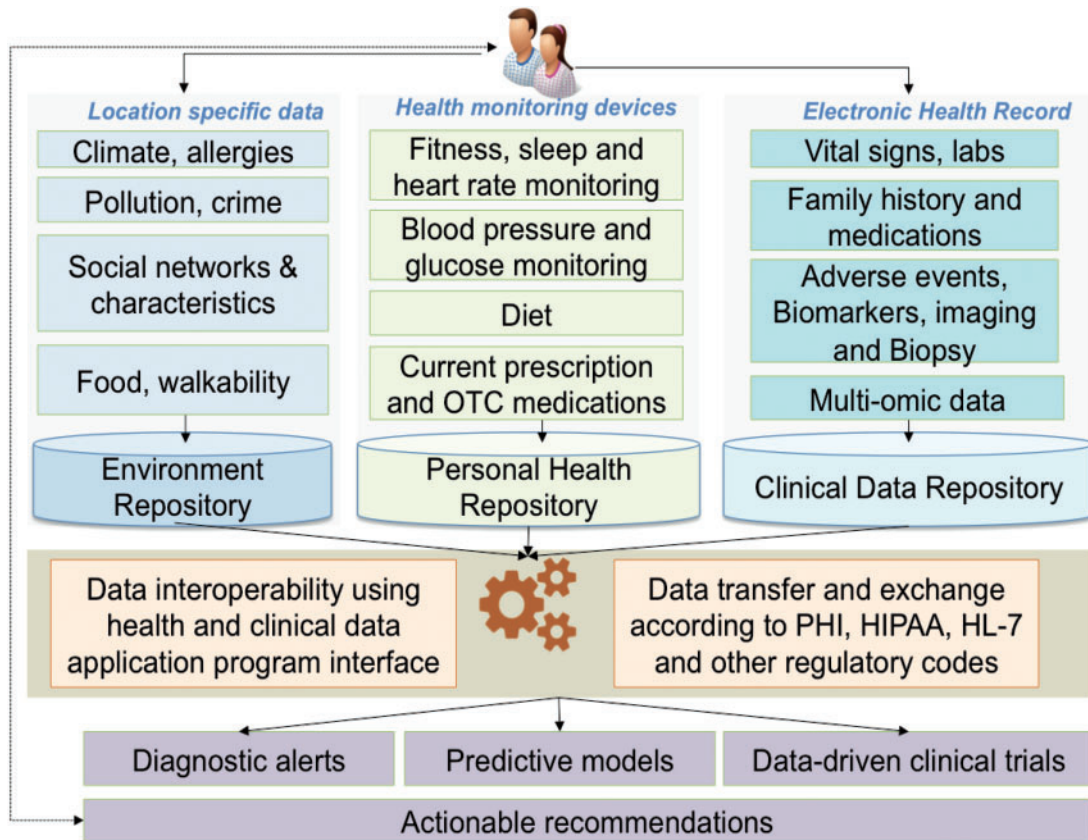 Location specific data
Climate, allergies
Pollution, crime
Social networks &
characteristics
Food, walkability
Environment
Repository
Health monitoring devices
Fitness, sleep and
heart rate monitoring
Blood pressure and
glucose monitoring
Diet
Current prescription
and OTC medications
Personal Health
Repository
Electronic Health Record
Vital signs, labs
Family history and
medications
Adverse events,
Biomarkers, imaging
and Biopsy
Multi-omic data
Clinical Data Repository
Data interoperability using
health and clinical data
application program interface
Data transfer and exchange
according to PHI, HIPAA, HL-7
and other regulatory codes
Diagnostic alerts
Predictive models
Data-driven clinical trials
Actionable recommendations